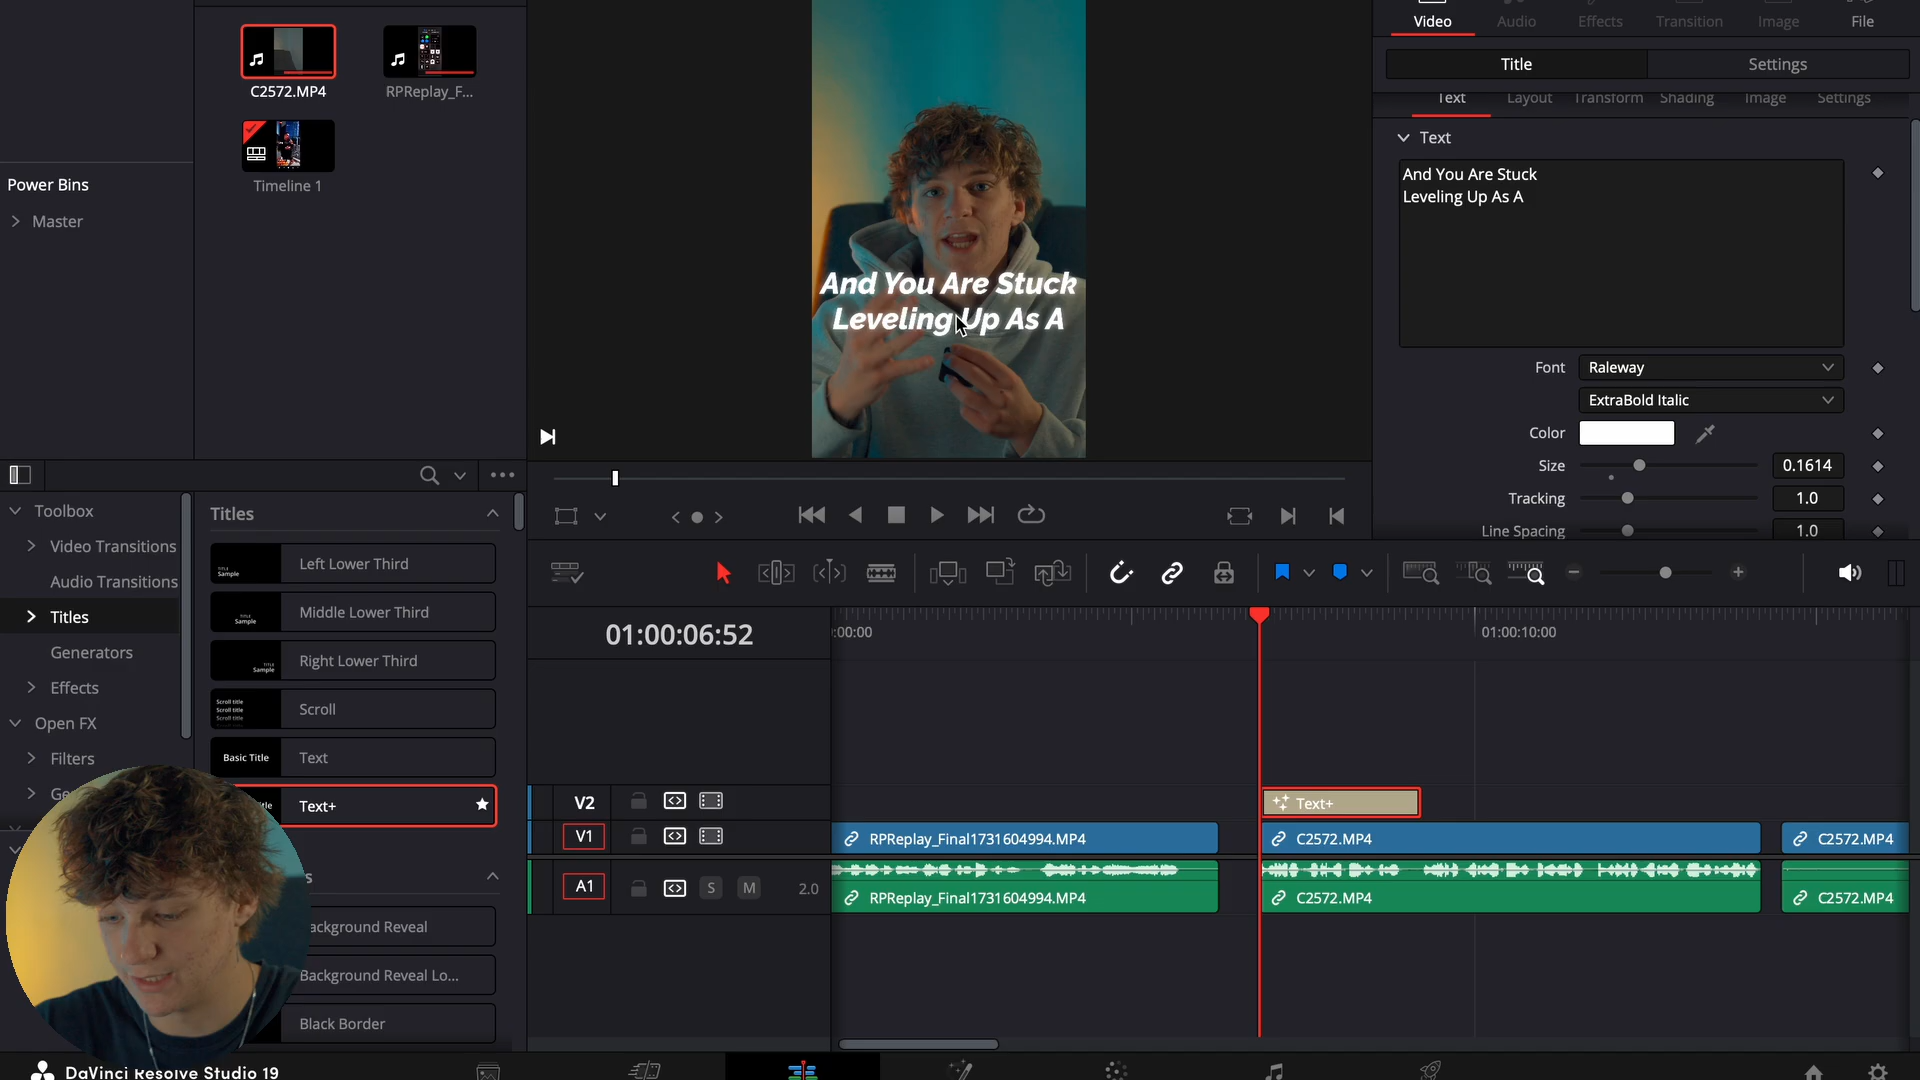 Video
Audio
Effects
Transition
Image
File
C2572.MP4
RPReplay_F...
Timeline 1
Power Bins
Master
And You Are Stuck
Leveling Up As A
Title
Settings
Text
Layout
Transform
Shading
Image
Settings
Text
And You Are Stuck
Leveling Up As A
Font
Raleway
ExtraBold Italic
Color
Size
0.1614
Tracking
1.0
Line Spacing
1.0
Toolbox
Video Transitions
Audio Transitions
Titles
Generators
Effects
Open FX
Filters
Titles
Left Lower Third
Middle Lower Third
Right Lower Third
Scroll
Basic Title
Text
Text+
ackground Reveal
Background Reveal Lo...
Black Border
01:00:06:52
:00:00
01:00:10:00
V2
Text+
V1
RPReplay_Final1731604994.MP4
C2572.MP4
C2572.MP4
A1
S
M
2.0
RPReplay_Final1731604994.MP4
C2572.MP4
C2572.MP4
DaVinci Resolve Studio 19